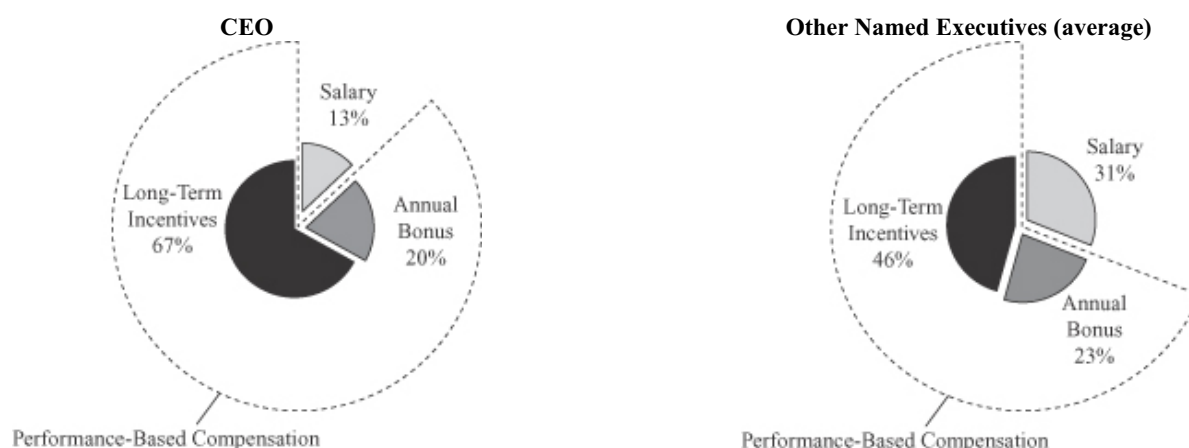 CEO
Salary
13%
Long-Term
Incentives
67%
Annual
Bonus
20%
Performance-Based Compensation
Other Named Executives (average)
Salary
31%
Long-Term
Incentives
46%
Annual
Bonus
23%
Performance-Based Compensation